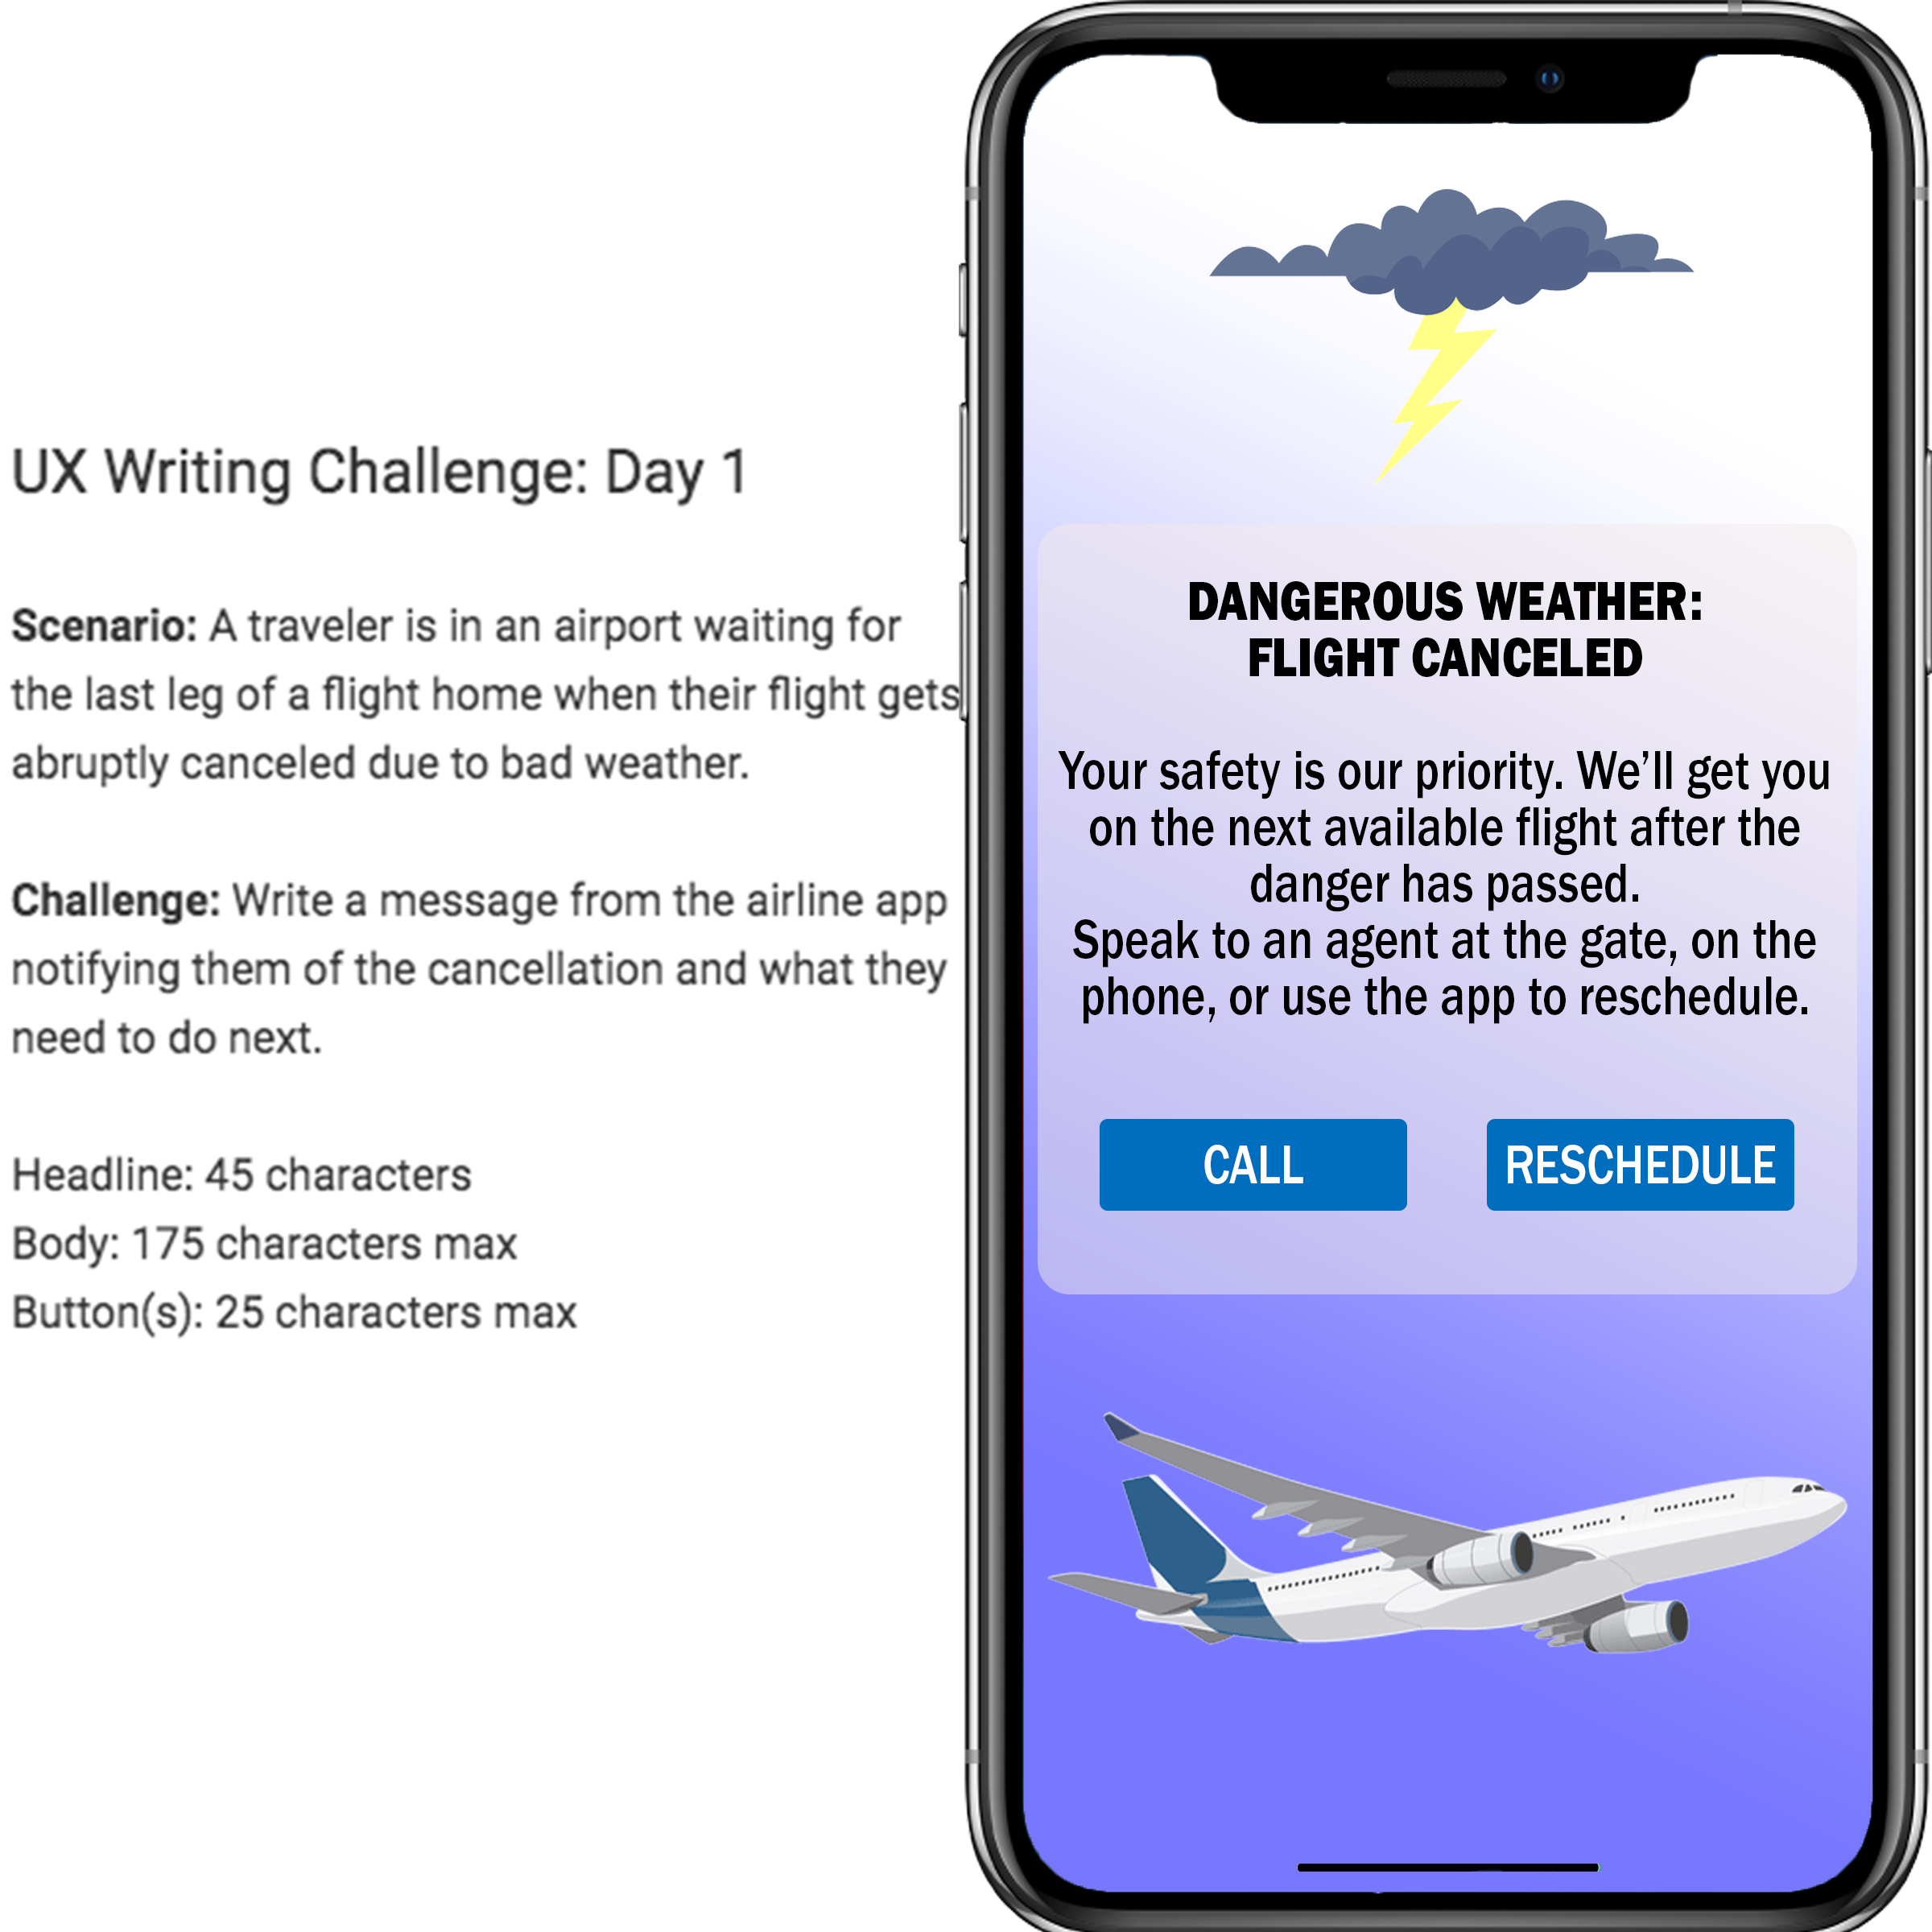 UX Writing Challenge: Day 1
Scenario: A traveler is in an airport waiting for
the last leg of a flight home when their flight gets
abruptly canceled due to bad weather.
Challenge: Write a message from the airline app
notifying them of the cancellation and what they
need to do next.
Headline: 45 characters
Body: 175 characters max
Button(s): 25 characters max
DANGEROUS WEATHER:
FLIGHT CANCELED
Your safety is our priority. We’ll get you
on the next available flight after the
danger has passed.
Speak to an agent at the gate, on the
phone, or use the app to reschedule.
CALL
RESCHEDULE